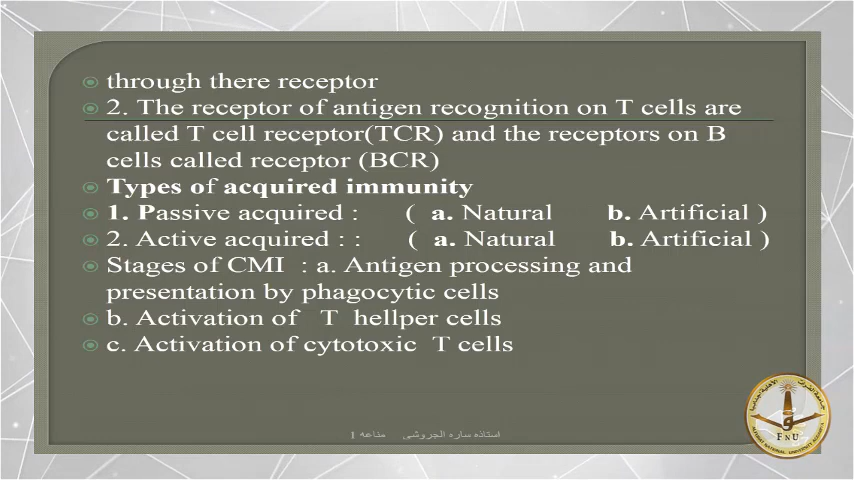 through there receptor
2. The receptor of antigen recognition on T cells are
called T cell receptor(TCR) and the receptors on B
cells called receptor (BCR)
Types of acquired immunity
1. Passive acquired : ( a. Natural b. Artificial )
2. Active acquired : : ( a. Natural b. Artificial )
Stages of CMI : a. Antigen processing and
presentation by phagocytic cells
b. Activation of T hellper cells
c. Activation of cytotoxic T cells
استاذه ساره الجروشي مناعه 1
FNU